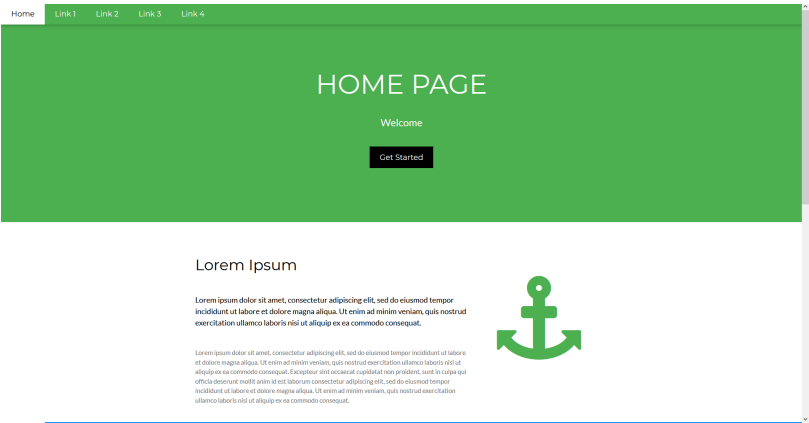 Home Link 1 Link 2 Link 3 Link 4
HOME PAGE
Welcome
Get Started
Lorem Ipsum
Lorem ipsum dolor sit amet, consectetur adipiscing elit, sed do eiusmod tempor
incididunt ut labore et dolore magna aliqua. Ut enim ad minim veniam, quis nostrud
exercitation ullamco laboris nisi ut aliquip ex ea commodo consequat.
Lorem ipsum dolor sit amet, consectetur adipiscing elit, sed do eiusmod tempor incididunt ut labore
et dolore magna aliqua. Ut enim ad minim veniam, quis nostrud exercitation ullamco laboris nisi ut
aliquip ex ea commodo consequat. Excepteur sint occaecat cupidatat non proident, sunt in culpa qui
officia deserunt mollit anim id est laborum consectetur adipiscing elit, sed do eiusmod tempor
incididunt ut labore et dolore magna aliqua. Ut enim ad minim veniam, quis nostrud exercitation
ullamco laboris nisi ut aliquip ex ea commodo consequat.